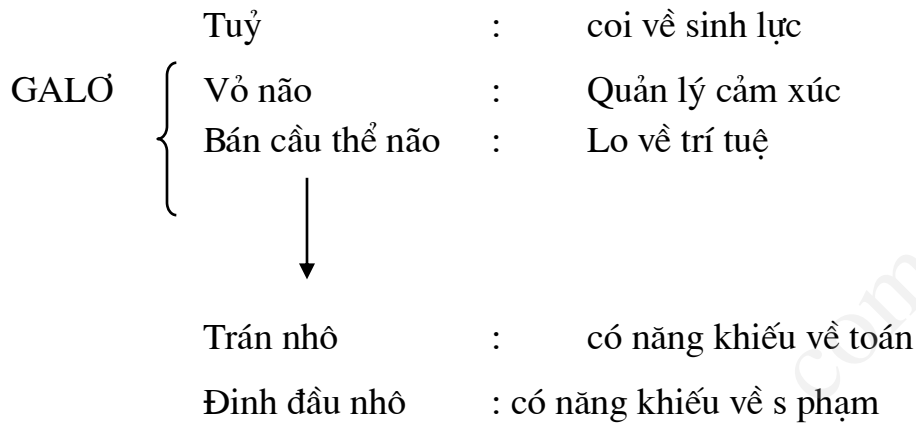 Tuỷ : coi về sinh lực
GALƠ Vỏ não : Quản lý cảm xúc
Bán cầu thể não : Lo về trí tuệ
Trán nhô : có năng khiếu về toán
Đinh đầu nhô : có năng khiếu về s phạm
com